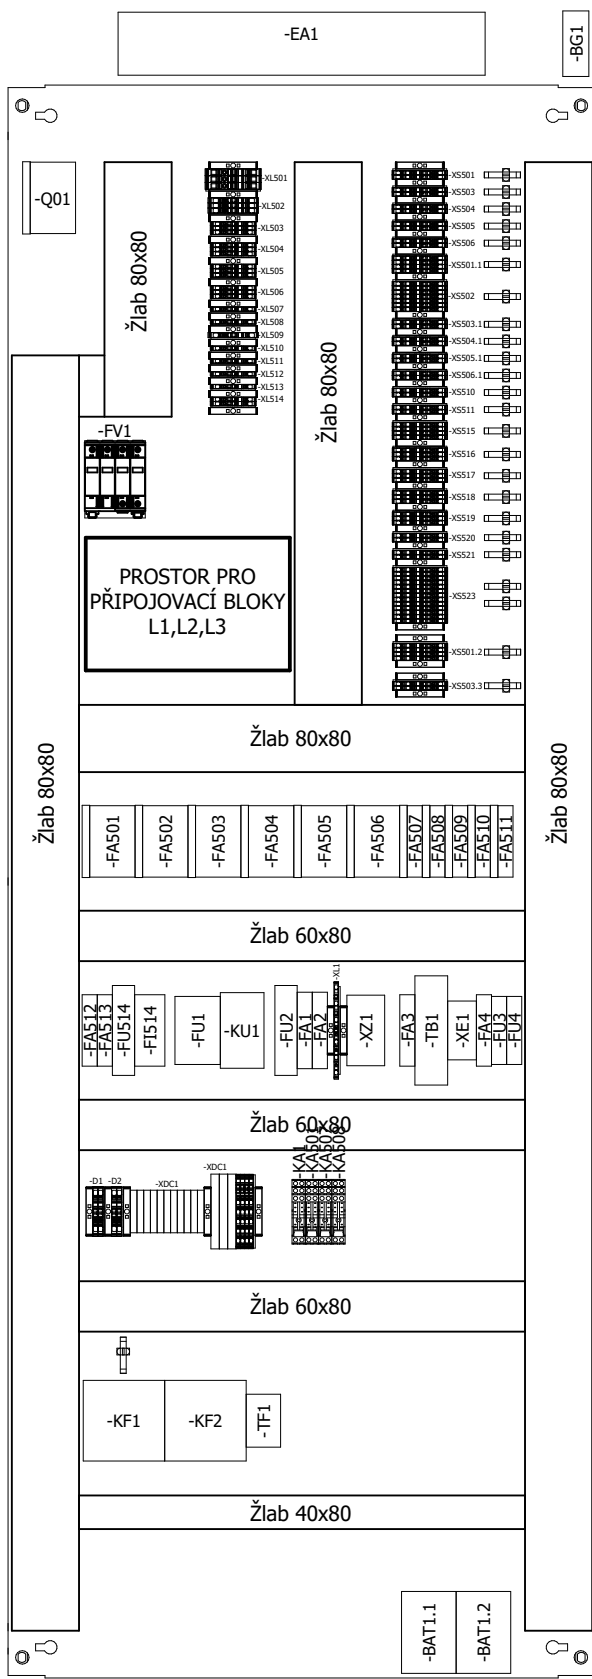 -EA1
-BG1
-Q01
Žlab 80x80
-XL501
-XL502
-XL503
-XL504
-XL505
-XL506
-XL507
-XL508
-XL509
-XL510
-XL511
-XL512
-XL513
-XL514
Žlab 80x80
-XS501
-XS503
-XS504
-XS505
-XS506
-XS501.1
-XS502
-XS503.1
-XS504.1
-XS505.1
-XS506.1
-XS510
-XS511
-XS515
-XS516
-XS517
-XS518
-XS519
-XS520
-XS521
-XS523
-XS501.2
-XS503.3
-FV1
PROSTOR PRO
PŘIPOJOVACÍ BLOKY
L1,L2,L3
Žlab 80x80
Žlab 80x80
Žlab 80x80
-FA501
-FA502
-FA503
-FA504
-FA505
-FA506
-FA507
-FA508
-FA509
-FA510
-FA511
Žlab 60x80
-FA512
-FA513
-FU514
-FI514
-FU1
-KU1
-FU2
-FA1
-FA2
-XL1
-XZ1
-FA3
-TB1
-XE1
-FA4
-FU3
-FU4
Žlab 60x80
-D1
-D2
-XDC1
-XDC1
-KA1
-KA501
-KA507
-KA508
Žlab 60x80
-KF1
-KF2
-TF1
Žlab 40x80
-BAT1.1
-BAT1.2